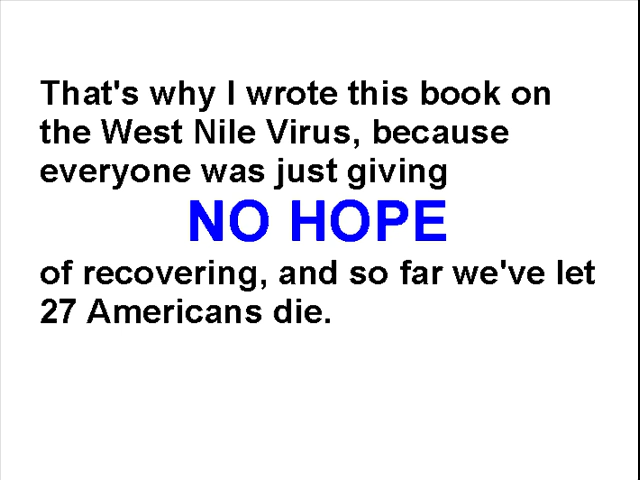 That's why I wrote this book on
the West Nile Virus, because
everyone was just giving
NO HOPE
of recovering, and so far we've let
27 Americans die.